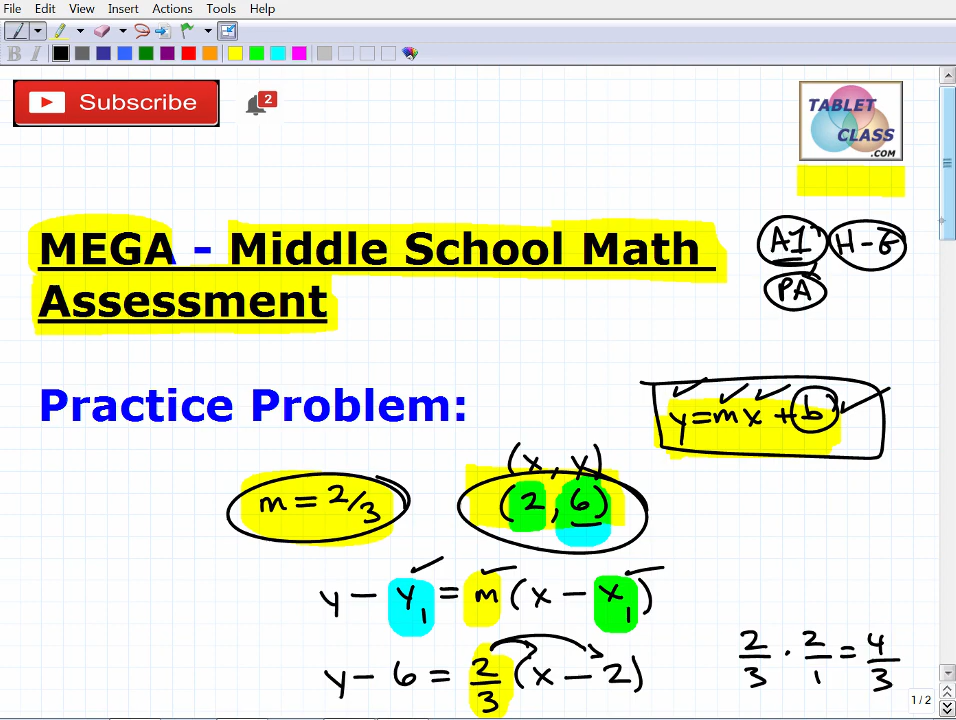 File Edit View Insert Actions Tools Help
B I
Subscribe
2
TABLET
CLASS
.COM
MEGA - Middle School Math
Assessment
A1 H-G
PA
Practice Problem:
y=mx+b
(x, y)
m = 2/3 (2, 6)
y - y₁ = m(x - x₁)
y - 6 = 2/3 (x - 2)
2/3 · 2/1 = 4/3
1 / 2